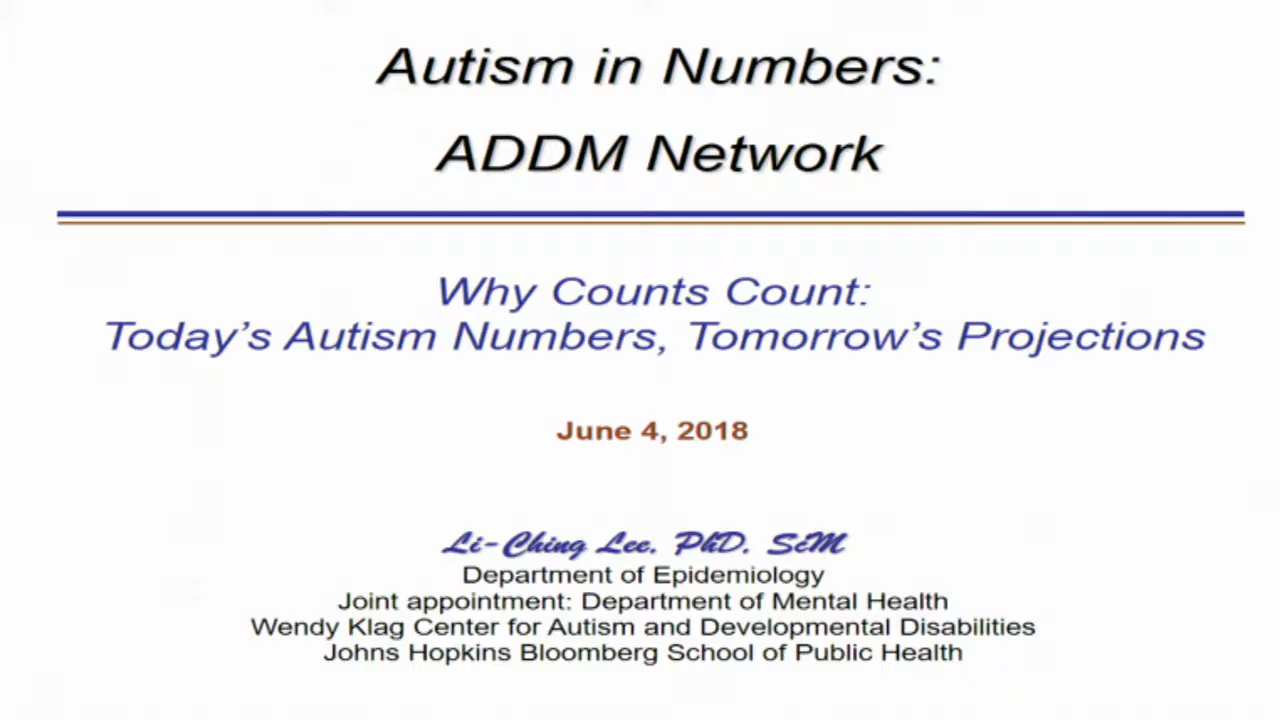 Autism in Numbers:
ADDM Network
Why Counts Count:
Today’s Autism Numbers, Tomorrow’s Projections
June 4, 2018
Li-Ching Lee, PhD, ScM
Department of Epidemiology
Joint appointment: Department of Mental Health
Wendy Klag Center for Autism and Developmental Disabilities
Johns Hopkins Bloomberg School of Public Health